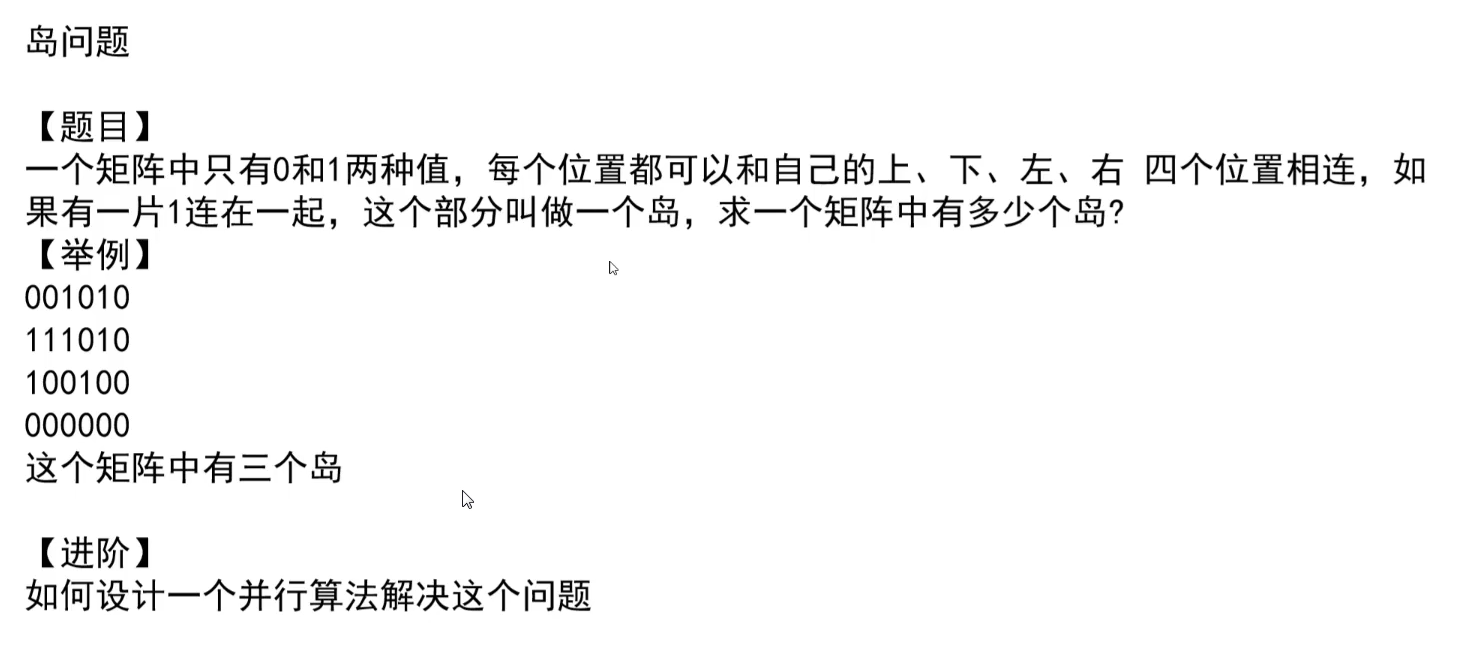 岛问题
【题目】
一个矩阵中只有0和1两种值，每个位置都可以和自己的上、下、左、右 四个位置相连，如
果有一片1连在一起，这个部分叫做一个岛，求一个矩阵中有多少个岛?
【举例】
001010
111010
100100
000000
这个矩阵中有三个岛
【进阶】
如何设计一个并行算法解决这个问题